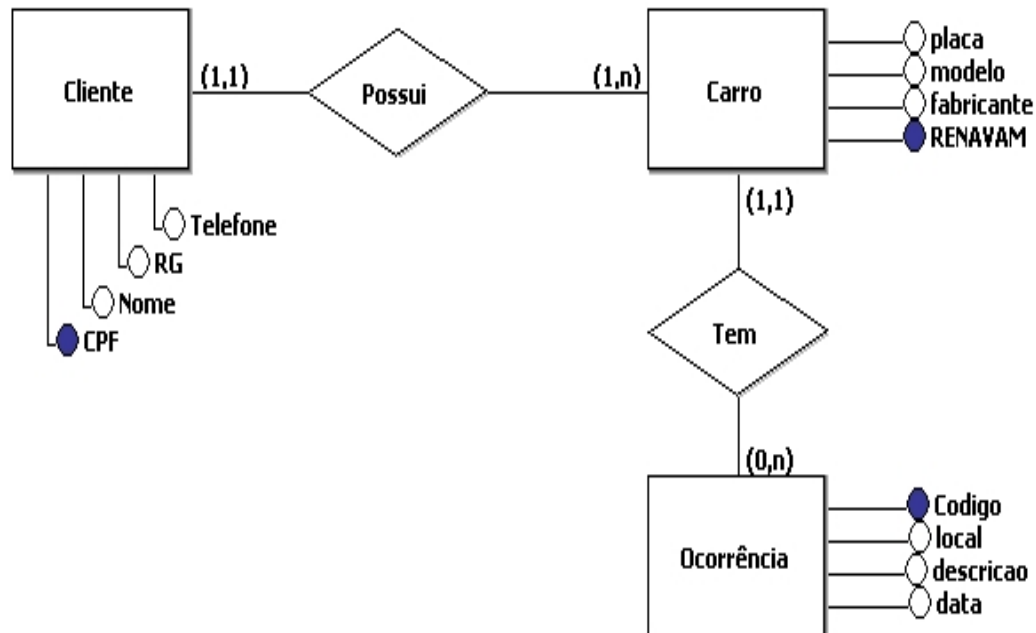 Cliente
(1,1)
Possui
(1,n)
Carro
placa
modelo
fabricante
RENAVAM
Telefone
RG
Nome
CPF
(1,1)
Tem
(0,n)
Ocorrência
Codigo
local
descricao
data